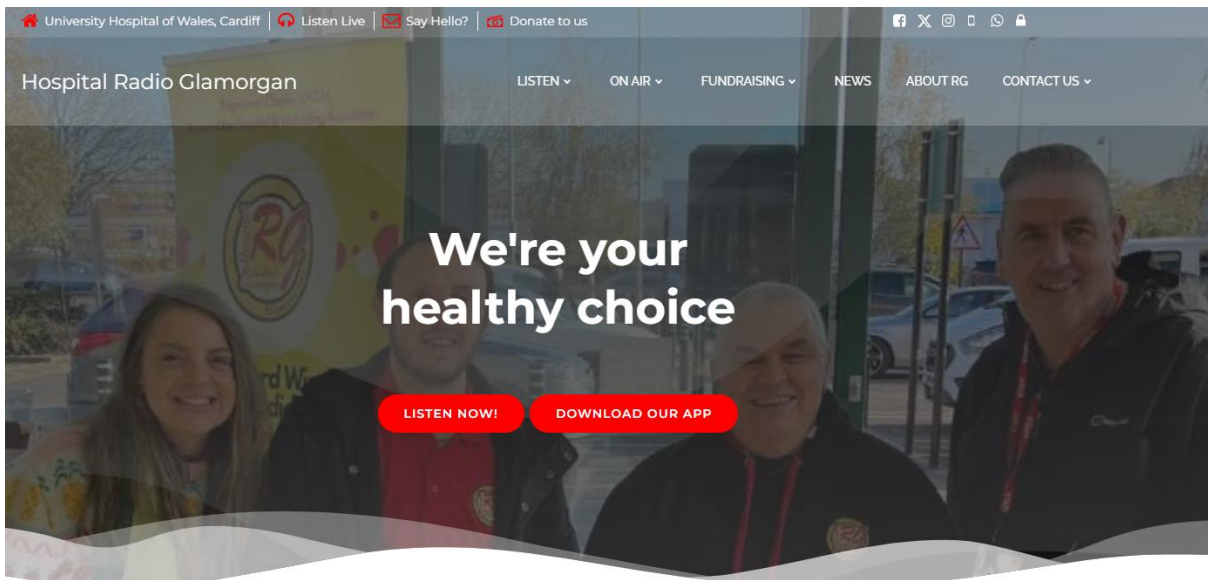 University Hospital of Wales, Cardiff Listen Live Say Hello? Donate to us
Hospital Radio Glamorgan LISTEN ON AIR FUNDRAISING NEWS ABOUT RG CONTACT US
We're your
healthy choice
LISTEN NOW! DOWNLOAD OUR APP
RG